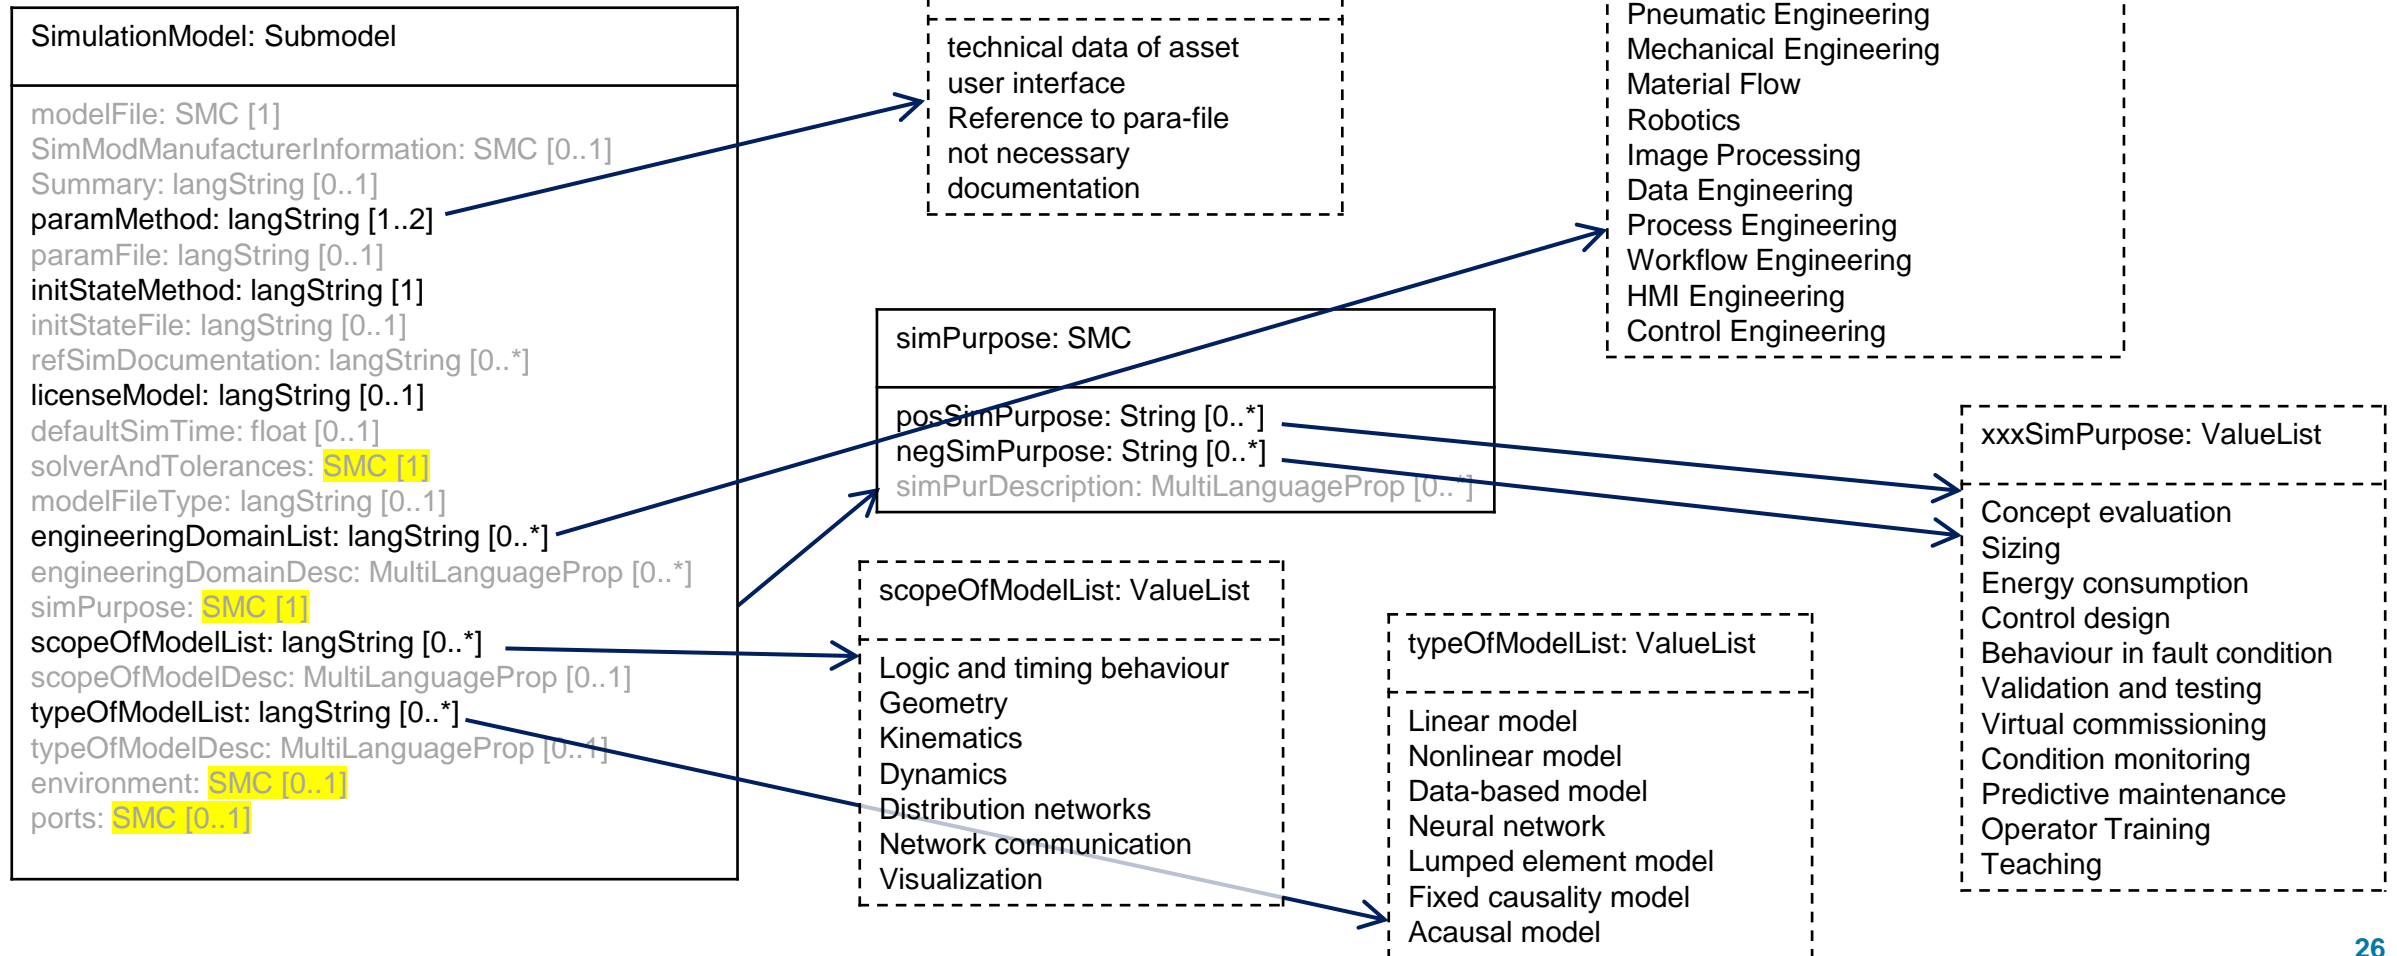 SimulationModel: Submodel
modelFile: SMC [1]
SimModManufacturerInformation: SMC [0..1]
Summary: langString [0..1]
paramMethod: langString [1..2]
paramFile: langString [0..1]
initStateMethod: langString [1]
initStateFile: langString [0..1]
refSimDocumentation: langString [0..*]
licenseModel: langString [0..1]
defaultSimTime: float [0..1]
solverAndTolerances: SMC [1]
modelFileType: langString [0..1]
engineeringDomainList: langString [0..*]
engineeringDomainDesc: MultiLanguageProp [0..*]
simPurpose: SMC [1]
scopeOfModelList: langString [0..*]
scopeOfModelDesc: MultiLanguageProp [0..1]
typeOfModelList: langString [0..*]
typeOfModelDesc: MultiLanguageProp [0..1]
environment: SMC [0..1]
ports: SMC [0..1]
technical data of asset
user interface
Reference to para-file
not necessary
documentation
Pneumatic Engineering
Mechanical Engineering
Material Flow
Robotics
Image Processing
Data Engineering
Process Engineering
Workflow Engineering
HMI Engineering
Control Engineering
simPurpose: SMC
posSimPurpose: String [0..*]
negSimPurpose: String [0..*]
simPurDescription: MultiLanguageProp [0..*]
scopeOfModelList: ValueList
Logic and timing behaviour
Geometry
Kinematics
Dynamics
Distribution networks
Network communication
Visualization
typeOfModelList: ValueList
Linear model
Nonlinear model
Data-based model
Neural network
Lumped element model
Fixed causality model
Acausal model
xxxSimPurpose: ValueList
Concept evaluation
Sizing
Energy consumption
Control design
Behaviour in fault condition
Validation and testing
Virtual commissioning
Condition monitoring
Predictive maintenance
Operator Training
Teaching
26